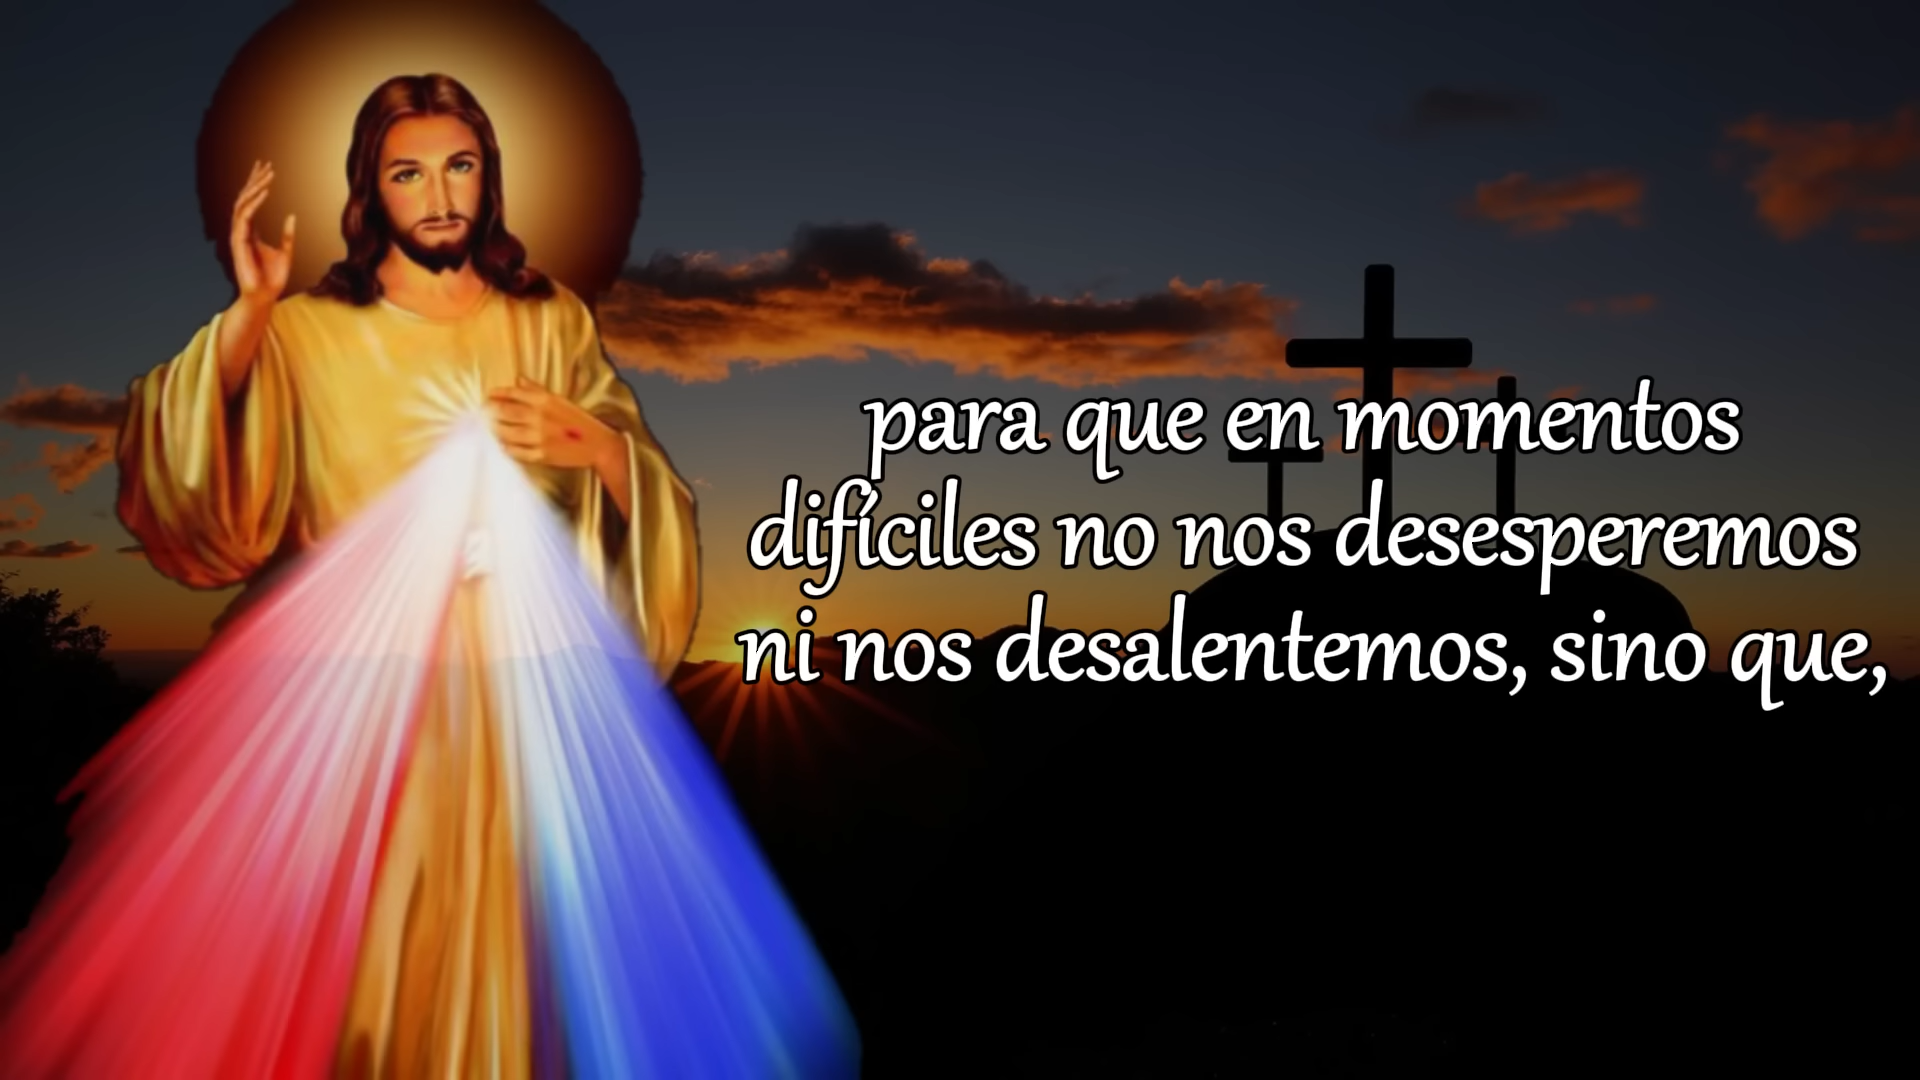 para que en momentos
difíciles no nos desesperemos
ni nos desalentemos, sino que,